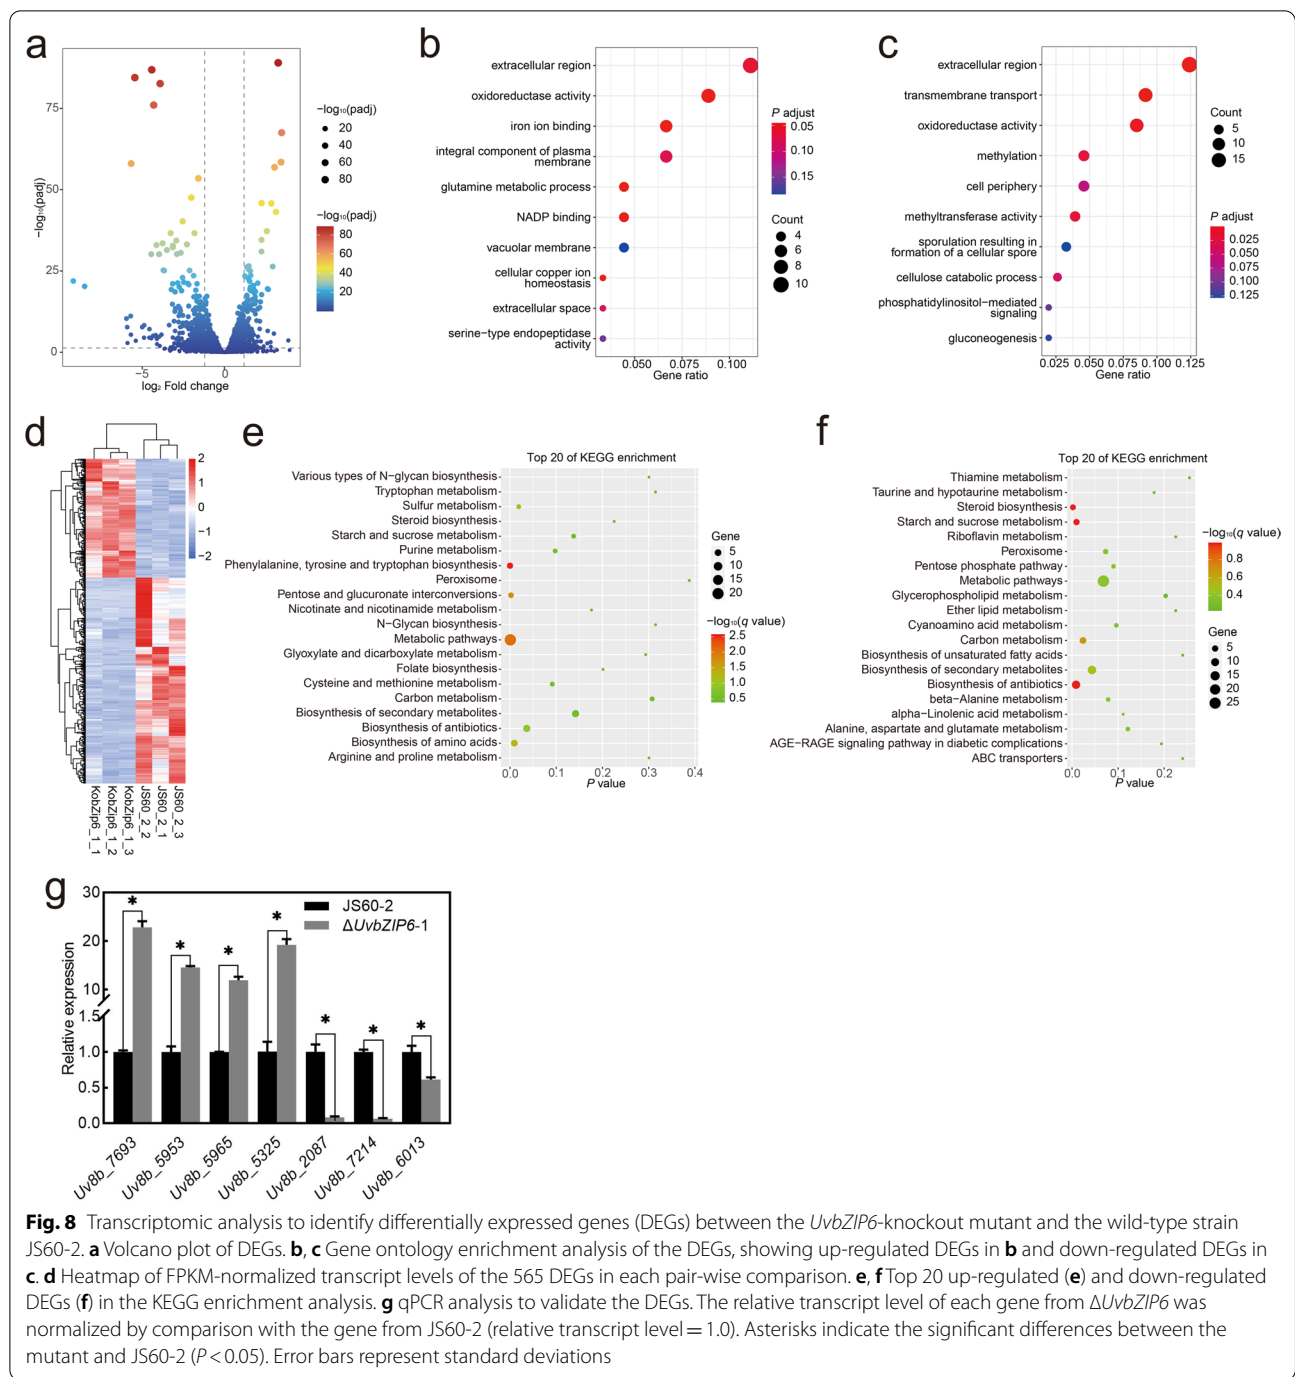 a
−log₁₀(padj)
75
50
25
0
−5
0
log₂ Fold change
−log₁₀(padj)
20
40
60
80
−log₁₀(padj)
80
60
40
20
b
extracellular region
oxidoreductase activity
iron ion binding
integral component of plasma
membrane
glutamine metabolic process
NADP binding
vacuolar membrane
cellular copper ion
homeostasis
extracellular space
serine−type endopeptidase
activity
0.050
0.075
0.100
Gene ratio
P adjust
0.05
0.10
0.15
Count
4
6
8
10
c
extracellular region
transmembrane transport
oxidoreductase activity
methylation
cell periphery
methyltransferase activity
sporulation resulting in
formation of a cellular spore
cellulose catabolic process
phosphatidylinositol−mediated
signaling
gluconeogenesis
0.025
0.050
0.075
0.100
0.125
Gene ratio
Count
5
10
15
P adjust
0.025
0.050
0.075
0.100
0.125
d
2
1
0
−1
−2
KobZip6_1_1
KobZip6_1_2
KobZip6_1_3
JS60_2_2
JS60_2_1
JS60_2_3
e
Top 20 of KEGG enrichment
Various types of N−glycan biosynthesis
Tryptophan metabolism
Sulfur metabolism
Steroid biosynthesis
Starch and sucrose metabolism
Purine metabolism
Phenylalanine, tyrosine and tryptophan biosynthesis
Peroxisome
Pentose and glucuronate interconversions
Nicotinate and nicotinamide metabolism
N−Glycan biosynthesis
Metabolic pathways
Glyoxylate and dicarboxylate metabolism
Folate biosynthesis
Cysteine and methionine metabolism
Carbon metabolism
Biosynthesis of secondary metabolites
Biosynthesis of antibiotics
Biosynthesis of amino acids
Arginine and proline metabolism
0.0
0.1
0.2
0.3
0.4
P value
Gene
5
10
15
20
−log₁₀(q value)
2.5
2.0
1.5
1.0
0.5
f
Top 20 of KEGG enrichment
Thiamine metabolism
Taurine and hypotaurine metabolism
Steroid biosynthesis
Starch and sucrose metabolism
Riboflavin metabolism
Peroxisome
Pentose phosphate pathway
Metabolic pathways
Glycerophospholipid metabolism
Ether lipid metabolism
Cyanoamino acid metabolism
Carbon metabolism
Biosynthesis of unsaturated fatty acids
Biosynthesis of secondary metabolites
Biosynthesis of antibiotics
beta−Alanine metabolism
alpha−Linolenic acid metabolism
Alanine, aspartate and glutamate metabolism
AGE−RAGE signaling pathway in diabetic complications
ABC transporters
0.0
0.1
0.2
P value
−log₁₀(q value)
0.8
0.6
0.4
Gene
5
10
15
20
25
g
Relative expression
30
20
10
1.5
1.0
0.5
0.0
JS60-2
ΔUvbZIP6-1
* * * * * * *
Uv8b_7693
Uv8b_5953
Uv8b_5965
Uv8b_5325
Uv8b_2087
Uv8b_7214
Uv8b_6013
Fig. 8 Transcriptomic analysis to identify differentially expressed genes (DEGs) between the UvbZIP6-knockout mutant and the wild-type strain
JS60-2. a Volcano plot of DEGs. b, c Gene ontology enrichment analysis of the DEGs, showing up-regulated DEGs in b and down-regulated DEGs in
c. d Heatmap of FPKM-normalized transcript levels of the 565 DEGs in each pair-wise comparison. e, f Top 20 up-regulated (e) and down-regulated
DEGs (f) in the KEGG enrichment analysis. g qPCR analysis to validate the DEGs. The relative transcript level of each gene from ΔUvbZIP6 was
normalized by comparison with the gene from JS60-2 (relative transcript level = 1.0). Asterisks indicate the significant differences between the
mutant and JS60-2 (P < 0.05). Error bars represent standard deviations